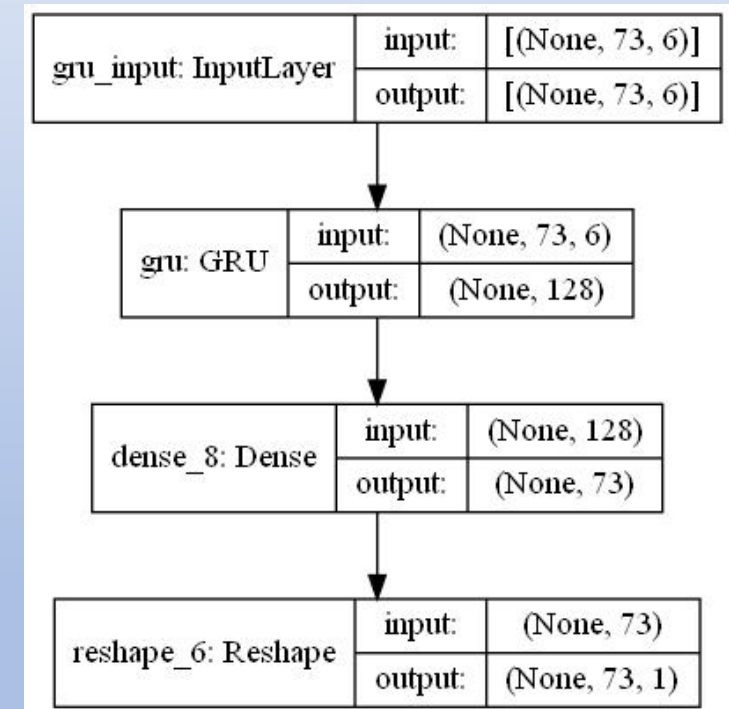 gru_input: InputLayer
input: [(None, 73, 6)]
output: [(None, 73, 6)]
gru: GRU
input: (None, 73, 6)
output: (None, 128)
dense_8: Dense
input: (None, 128)
output: (None, 73)
reshape_6: Reshape
input: (None, 73)
output: (None, 73, 1)